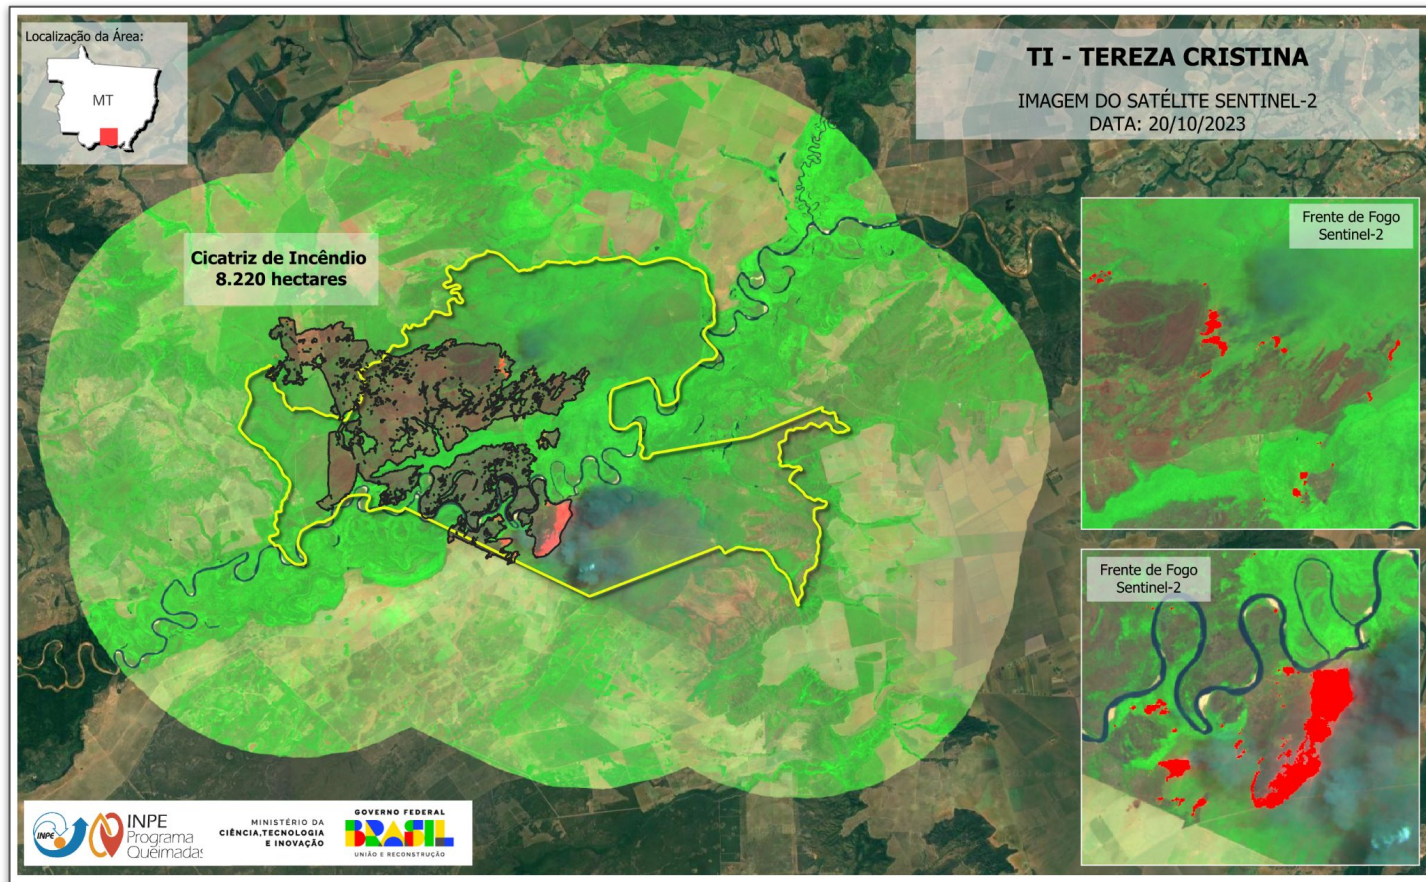 Localização da Área:
MT
TI - TEREZA CRISTINA
IMAGEM DO SATÉLITE SENTINEL-2
DATA: 20/10/2023
Cicatriz de Incêndio
8.220 hectares
Frente de Fogo
Sentinel-2
Frente de Fogo
Sentinel-2
INPE
INPE
Programa
Queimadas
MINISTÉRIO DA
CIÊNCIA,TECNOLOGIA
E INOVAÇÃO
GOVERNO FEDERAL
BRASIL
UNIÃO E RECONSTRUÇÃO